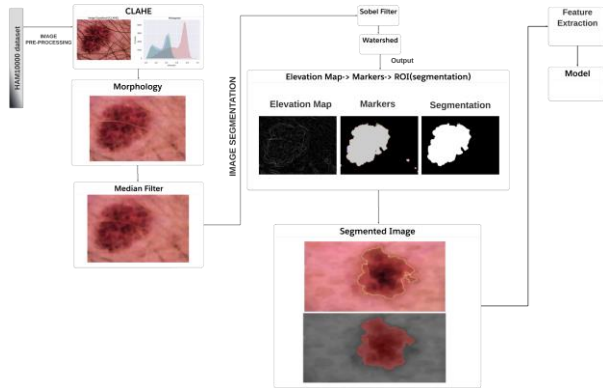 HAM10000 dataset
IMAGE
PRE-PROCESSING
CLAHE
Morphology
Median Filter
IMAGE SEGMENTATION
Sobel Filter
Watershed
Output
Elevation Map-> Markers-> ROI(segmentation)
Elevation Map
Markers
Segmentation
Segmented Image
Feature
Extraction
Model